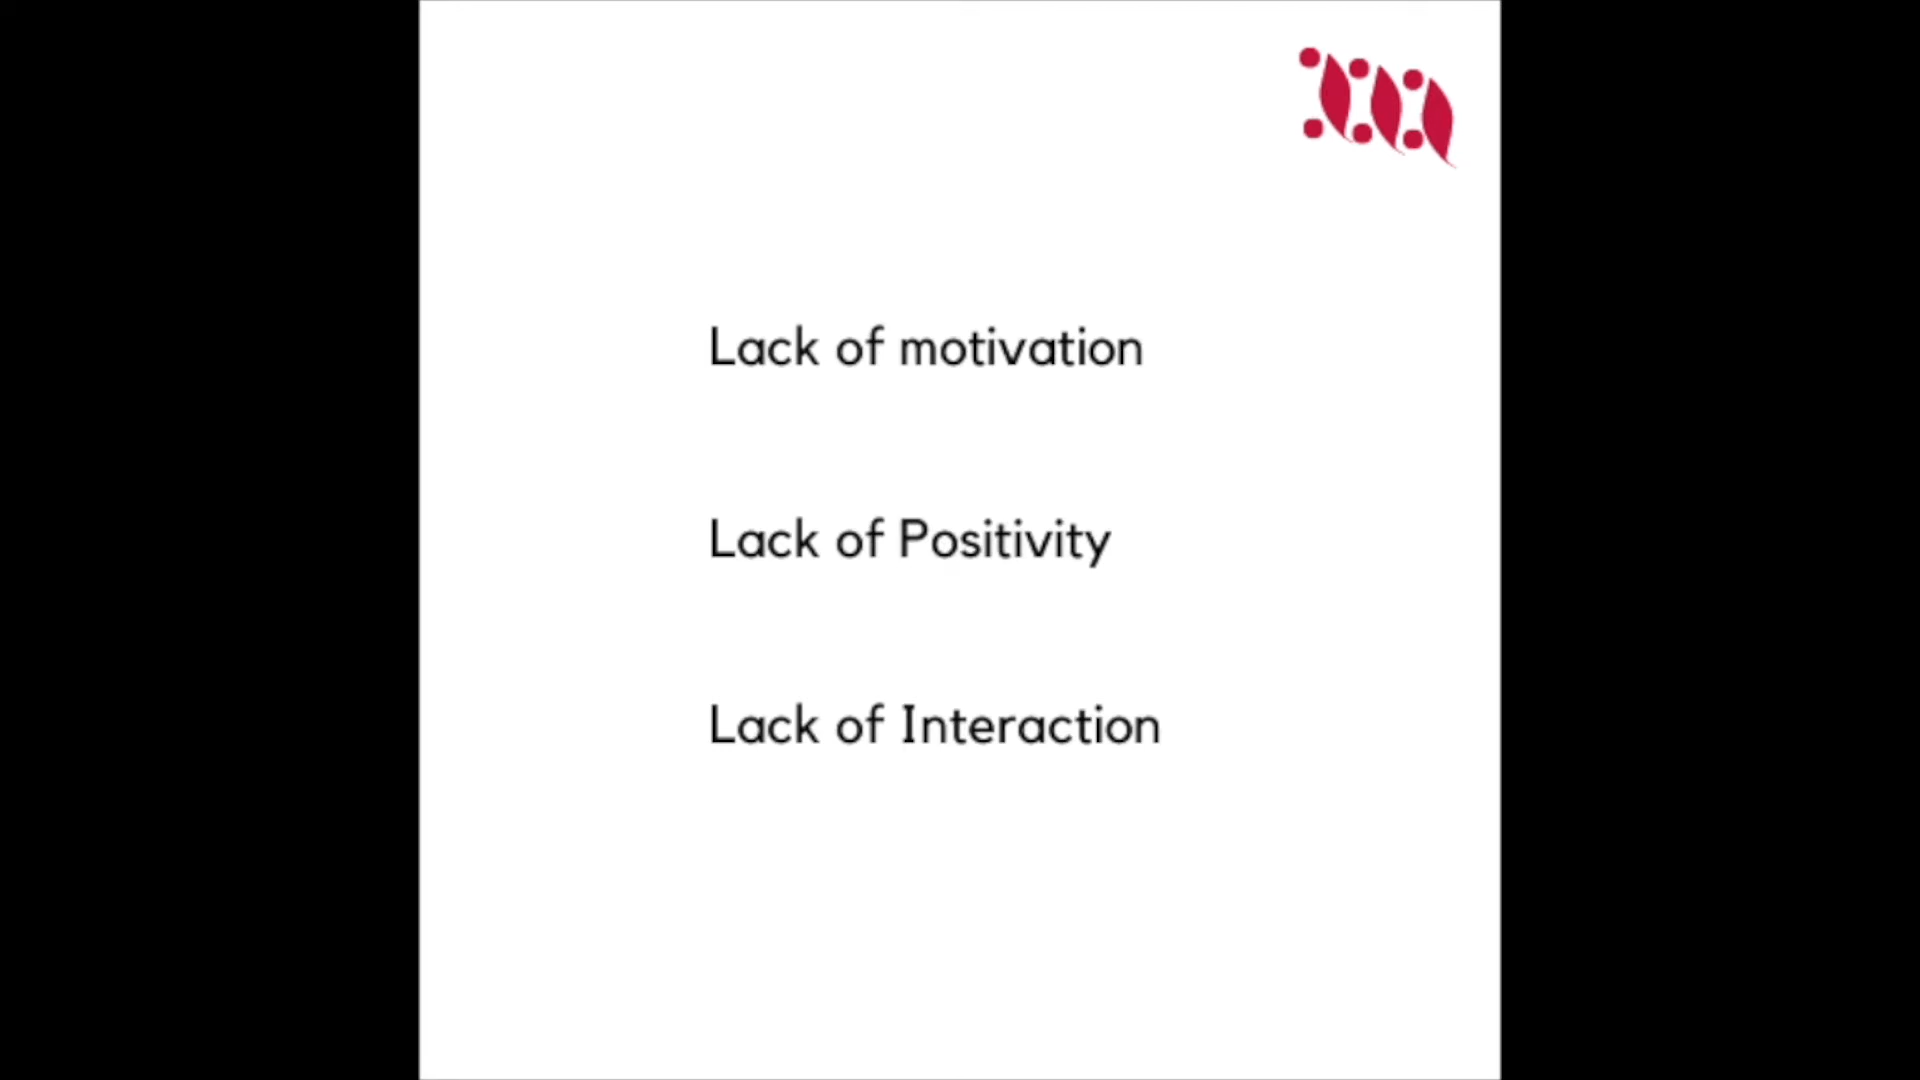 Lack of motivation
Lack of Positivity
Lack of Interaction